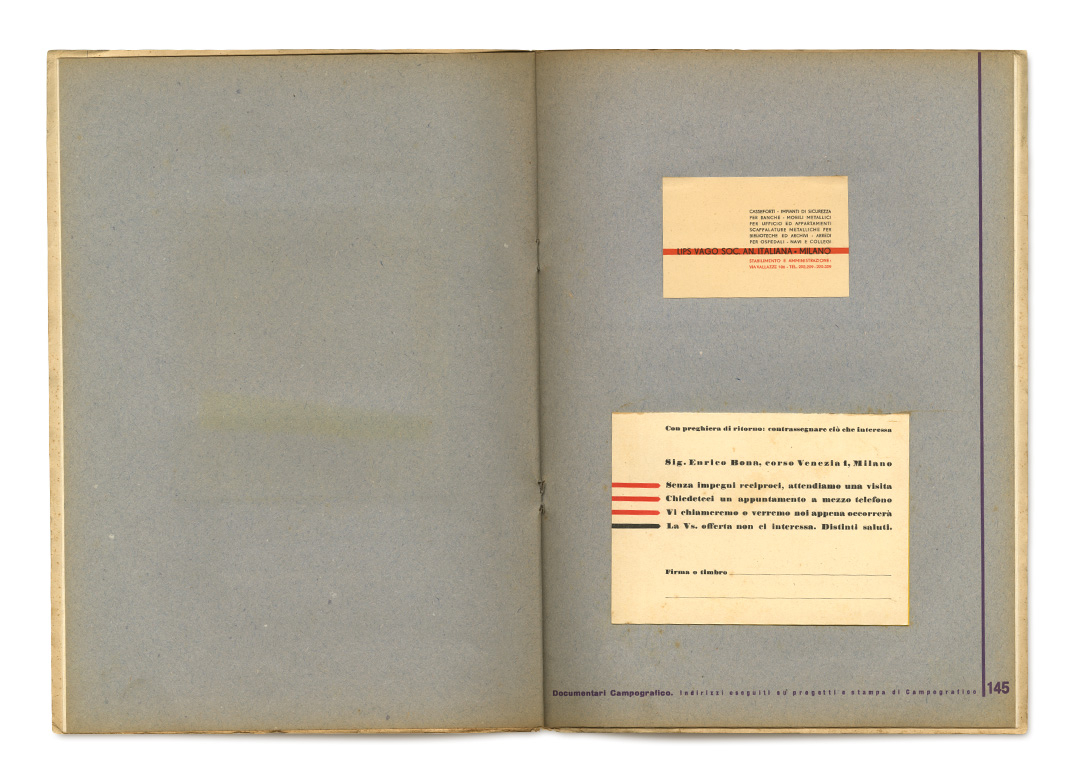 CASSEFORTI - IMPIANTI DI SICUREZZA
PER BANCHE - MOBILI METALLICI
PER UFFICIO ED APPARTAMENTI
SCAFFALATURE METALLICHE PER
BIBLIOTECHE ED ARCHIVI - ARREDI
PER OSPEDALI - NAVI E COLLEGI
LIPS VAGO SOC. AN. ITALIANA - MILANO
STABILIMENTO E AMMINISTRAZIONE:
VIA VALLAZZE 106 - TEL.
Con preghiera di ritorno: contrassegnare ciò che interessa
Sig. Enrico Bona, corso Venezia 1, Milano
Senza impegni reciproci, attendiamo una visita
Chiedeteci un appuntamento a mezzo telefono
Vi chiameremo o verremo noi appena occorrerà
La Vs. offerta non ci interessa. Distinti saluti.
Firma o timbro
Documentari Campografico. Indirizzi eseguiti su progetti e stampa di Campografico 145